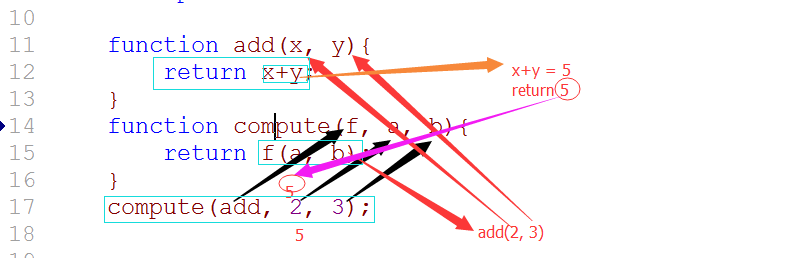 10
11 function add(x, y){
12 return x+y;
x+y = 5
return 5
13 }
14 function compute(f, a, b){
15 return f(a, b);
16 }
5
17 compute(add, 2, 3);
18
5
add(2, 3)